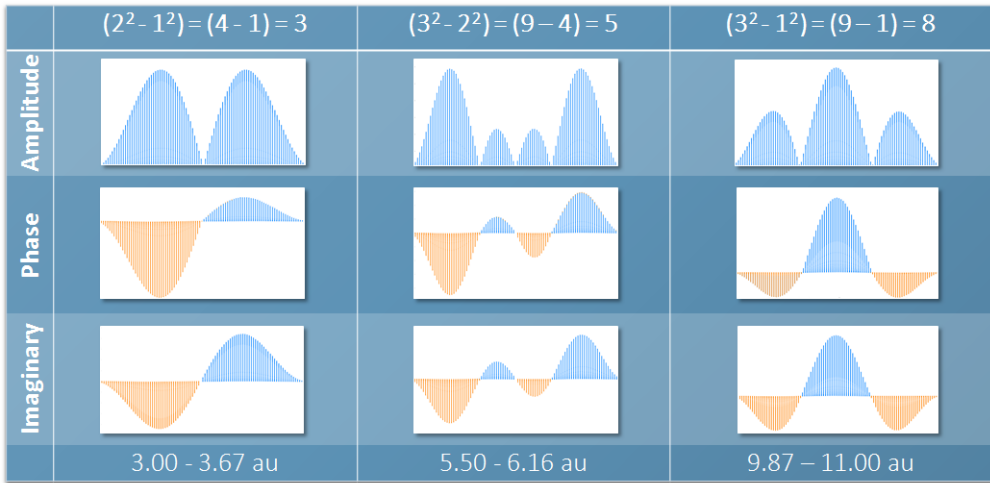 (2² - 1²) = (4 - 1) = 3
(3² - 2²) = (9 – 4) = 5
(3² - 1²) = (9 – 1) = 8
Amplitude
Phase
Imaginary
3.00 - 3.67 au
5.50 - 6.16 au
9.87 – 11.00 au